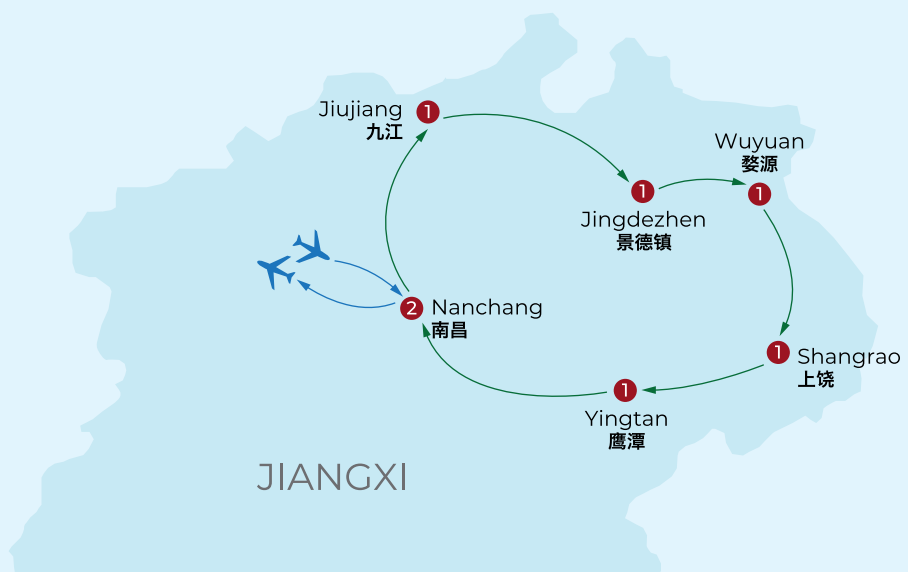 Jiujiang
九江
1
1
Wuyuan
婺源
1
Jingdezhen
景德镇
2
Nanchang
南昌
1
Shangrao
上饶
1
Yingtan
鹰潭
JIANGXI